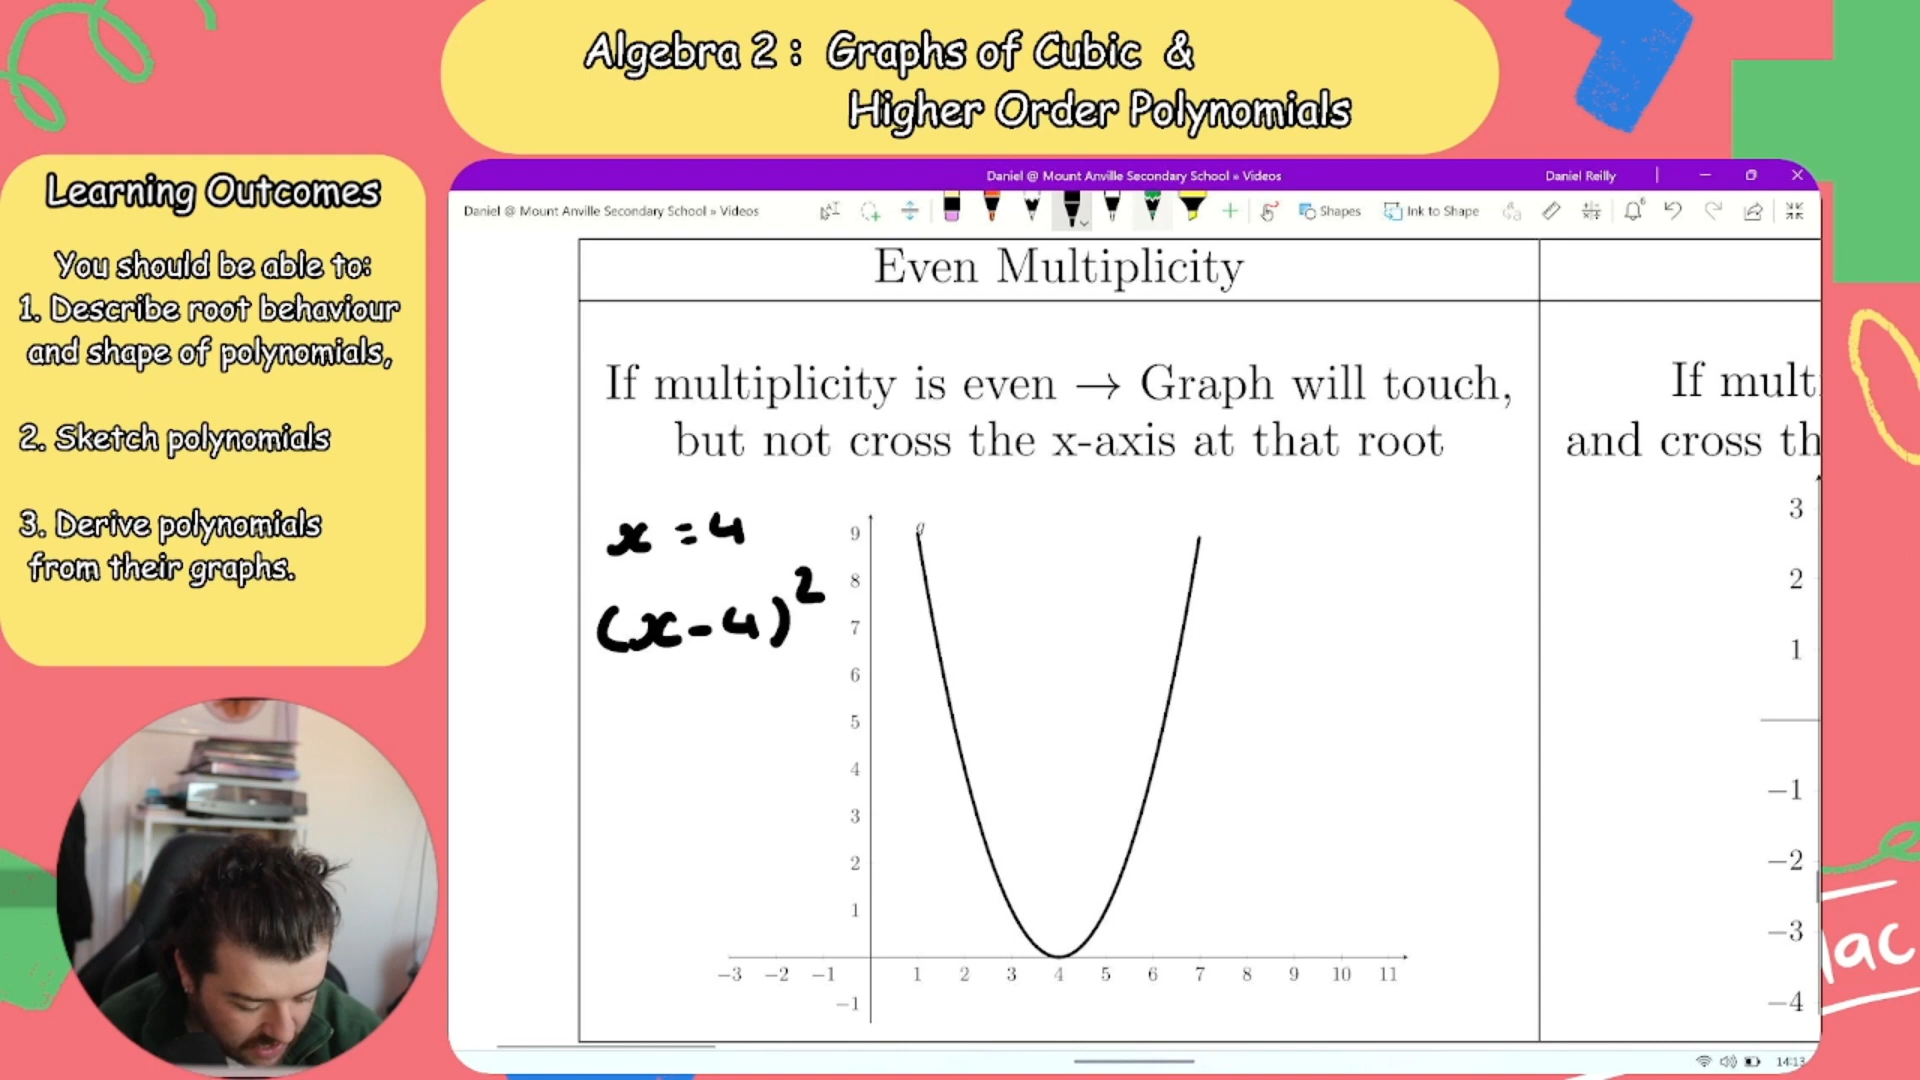 Algebra 2 : Graphs of Cubic &
Higher Order Polynomials
Learning Outcomes
You should be able to:
1. Describe root behaviour
and shape of polynomials,
2. Sketch polynomials
3. Derive polynomials
from their graphs.
Daniel @ Mount Anville Secondary School » Videos
Daniel Reilly
Daniel @ Mount Anville Secondary School » Videos
Shapes
Ink to Shape
6
Even Multiplicity
If multiplicity is even → Graph will touch,
but not cross the x-axis at that root
x = 4
(x - 4)²
g
9
8
7
6
5
4
3
2
1
−3 −2 −1 1 2 3 4 5 6 7 8 9 10 11
−1
If mult
and cross th
3
2
1
−1
−2
−3
−4
lac
14:13